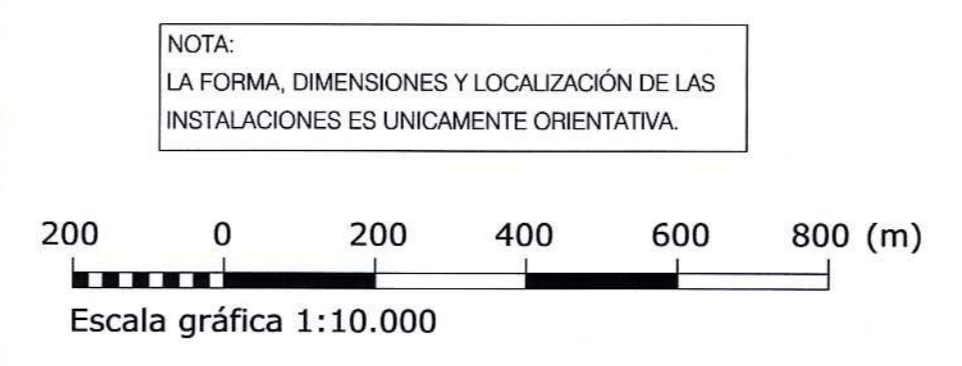 NOTA:
LA FORMA, DIMENSIONES Y LOCALIZACIÓN DE LAS
INSTALACIONES ES UNICAMENTE ORIENTATIVA.
200 0 200 400 600 800 (m)
Escala gráfica 1:10.000